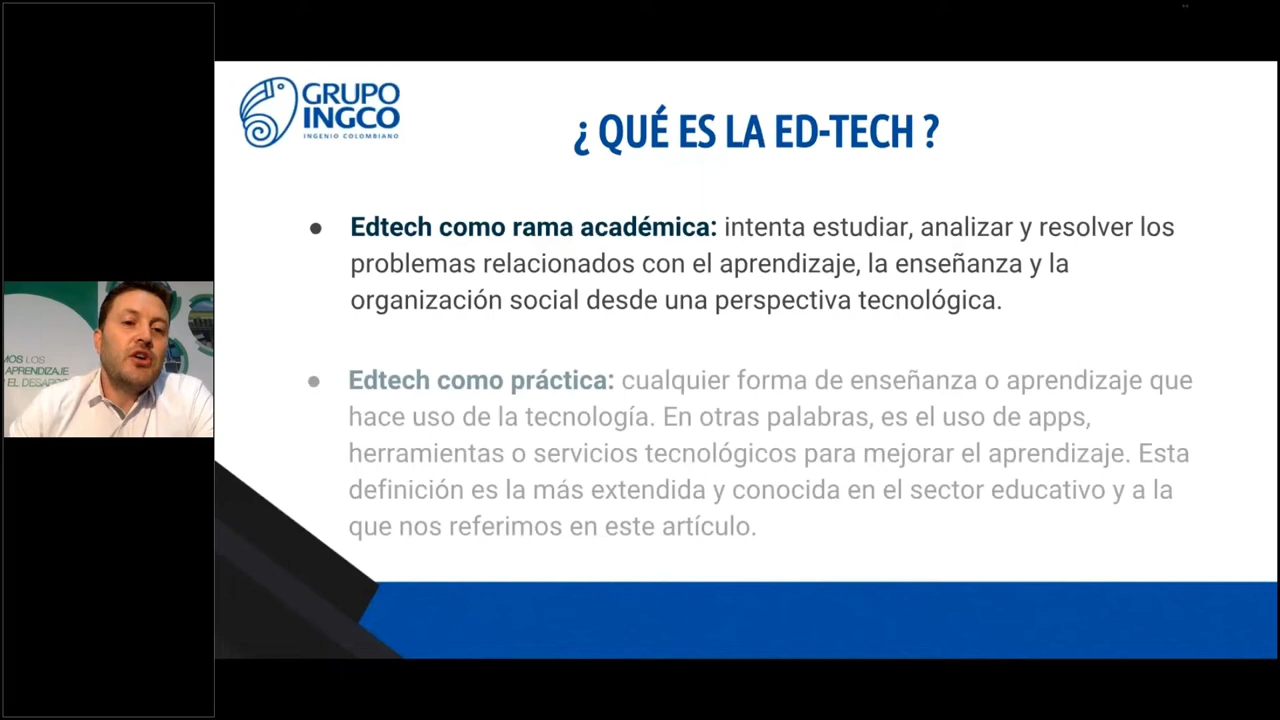 GRUPO
INGCO
INGENIO COLOMBIANO
¿ QUÉ ES LA ED-TECH ?
● Edtech como rama académica: intenta estudiar, analizar y resolver los
problemas relacionados con el aprendizaje, la enseñanza y la
organización social desde una perspectiva tecnológica.
● Edtech como práctica: cualquier forma de enseñanza o aprendizaje que
hace uso de la tecnología. En otras palabras, es el uso de apps,
herramientas o servicios tecnológicos para mejorar el aprendizaje. Esta
definición es la más extendida y conocida en el sector educativo y a la
que nos referimos en este artículo.
MOS LOS
APRENDIZAJE
EL DESAR